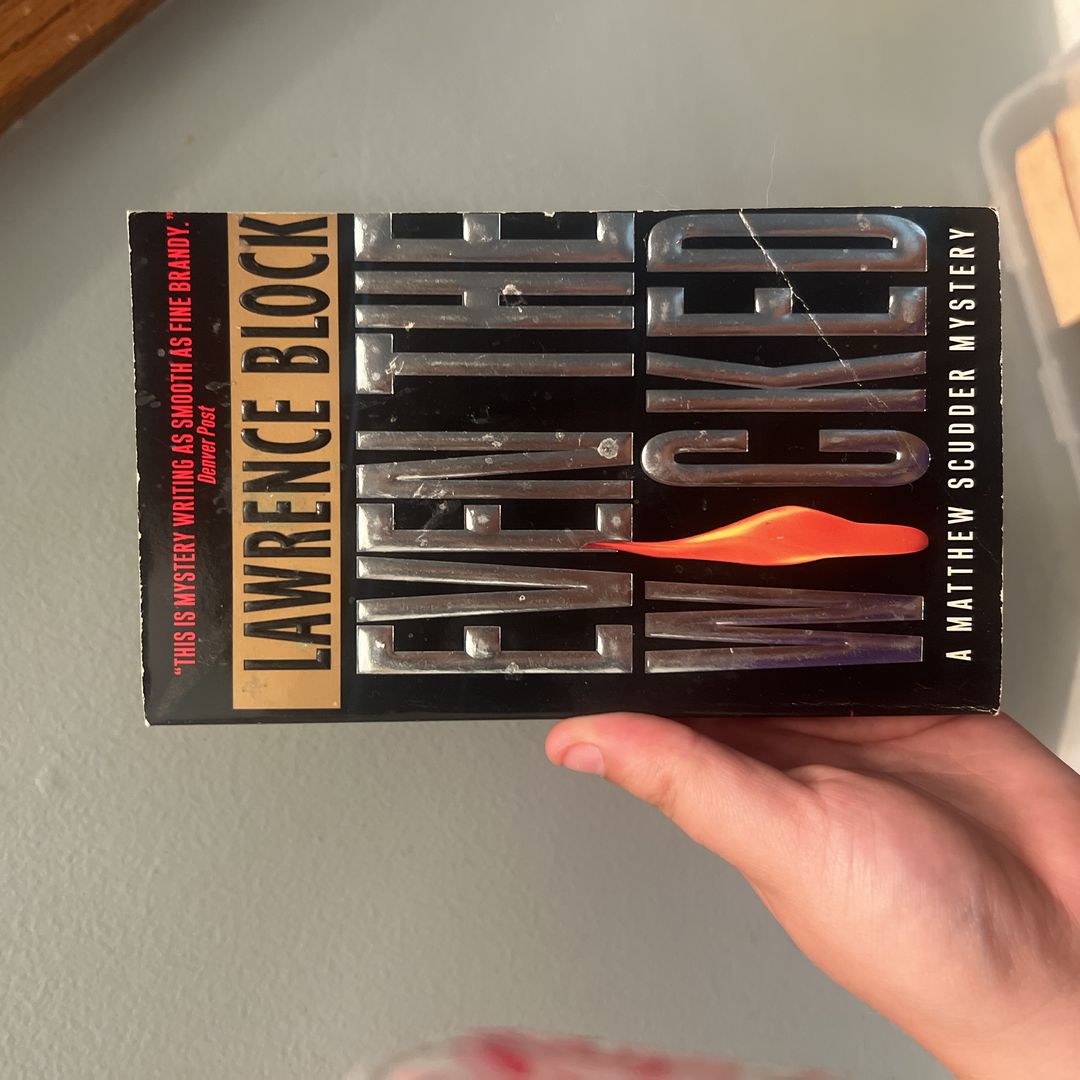 “THIS IS MYSTERY WRITING AS SMOOTH AS FINE BRANDY.”
Denver Post
LAWRENCE BLOCK
EVEN THE
WICKED
A MATTHEW SCUDDER MYSTERY